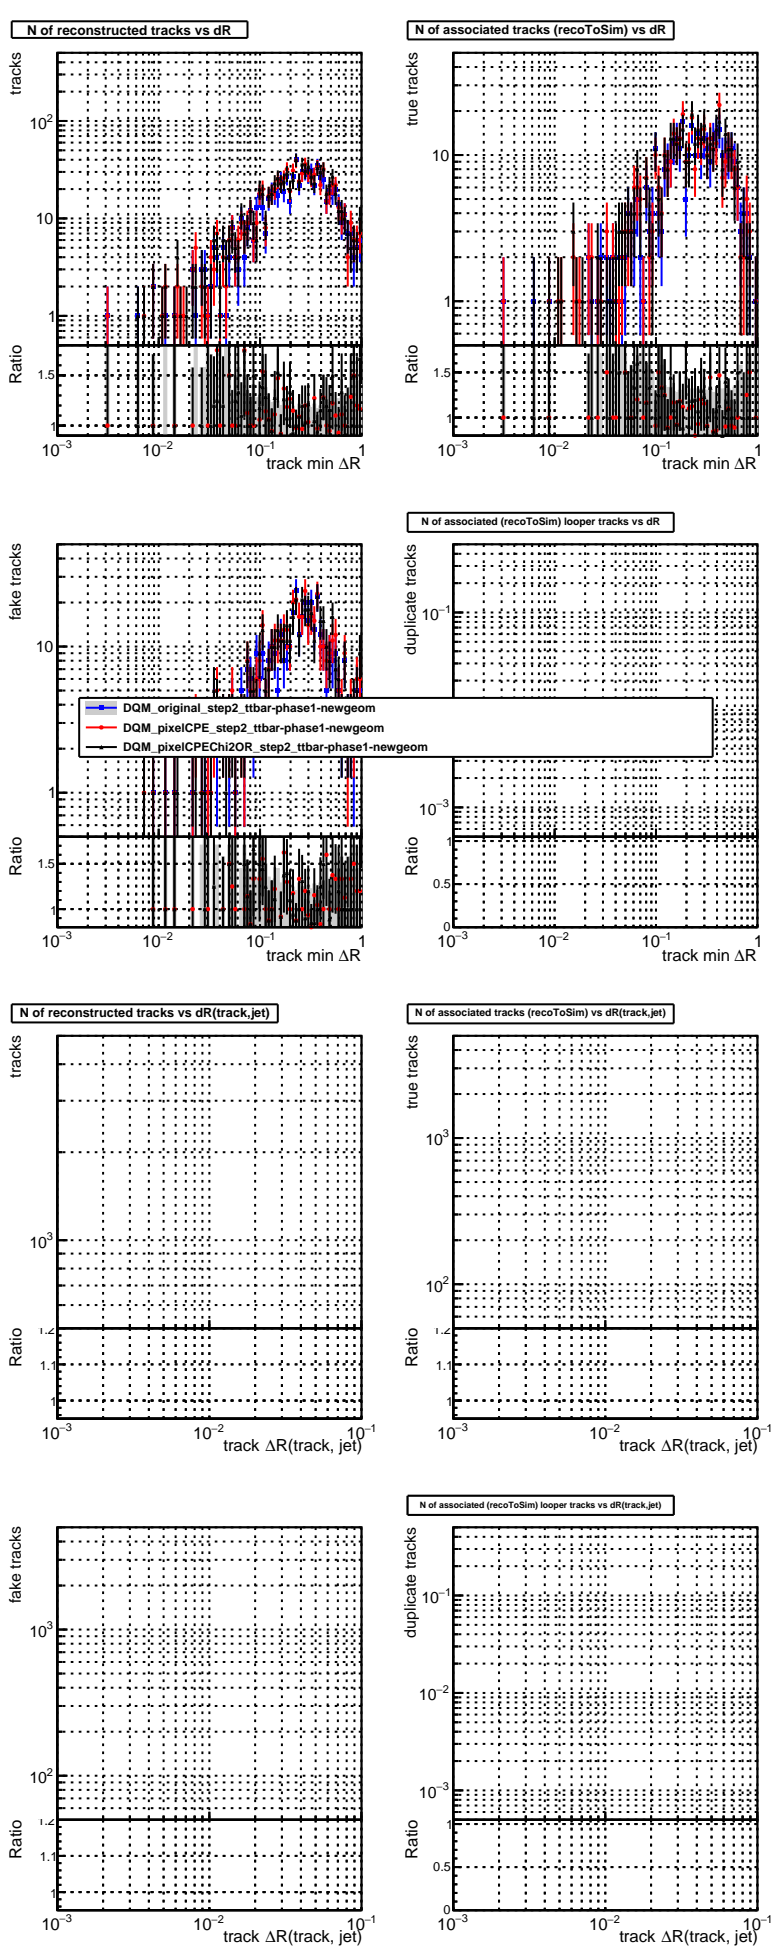 N of reconstructed tracks vs dR
tracks
10²
10
1
Ratio
1.5
1
10⁻³ 10⁻² 10⁻¹ 1
track min ΔR
N of associated tracks (recoToSim) vs dR
true tracks
10
1
Ratio
1.5
1
10⁻³ 10⁻² 10⁻¹ 1
track min ΔR
fake tracks
10
1
Ratio
1.5
1
10⁻³ 10⁻² 10⁻¹ 1
track min ΔR
N of associated (recoToSim) looper tracks vs dR
duplicate tracks
10⁻¹
10⁻³
Ratio
1
0.5
0
10⁻³ 10⁻² 10⁻¹ 1
track min ΔR
DQM_original_step2_ttbar-phase1-newgeom
DQM_pixelCPE_step2_ttbar-phase1-newgeom
DQM_pixelCPEChi2OR_step2_ttbar-phase1-newgeom
N of reconstructed tracks vs dR(track,jet)
tracks
10³
Ratio
1.2
1.1
1
10⁻³ 10⁻² 10⁻¹
track ΔR(track, jet)
N of associated tracks (recoToSim) vs dR(track,jet)
true tracks
10³
10²
Ratio
1.2
1.1
1
10⁻³ 10⁻² 10⁻¹
track ΔR(track, jet)
fake tracks
10³
10²
Ratio
1.2
1.1
1
10⁻³ 10⁻² 10⁻¹
track ΔR(track, jet)
N of associated (recoToSim) looper tracks vs dR(track,jet)
duplicate tracks
10⁻¹
10⁻²
10⁻³
Ratio
1
0.5
0
10⁻³ 10⁻² 10⁻¹
track ΔR(track, jet)